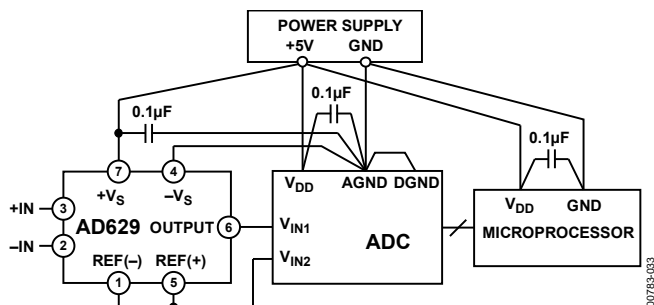 POWER SUPPLY
+5V GND
0.1µF
0.1µF
0.1µF
7 4
+VS –VS
VDD AGND DGND
VDD GND
+IN 3
AD629 OUTPUT 6
VIN1
ADC
MICROPROCESSOR
–IN 2
REF(–) REF(+)
VIN2
1 5
00783-033